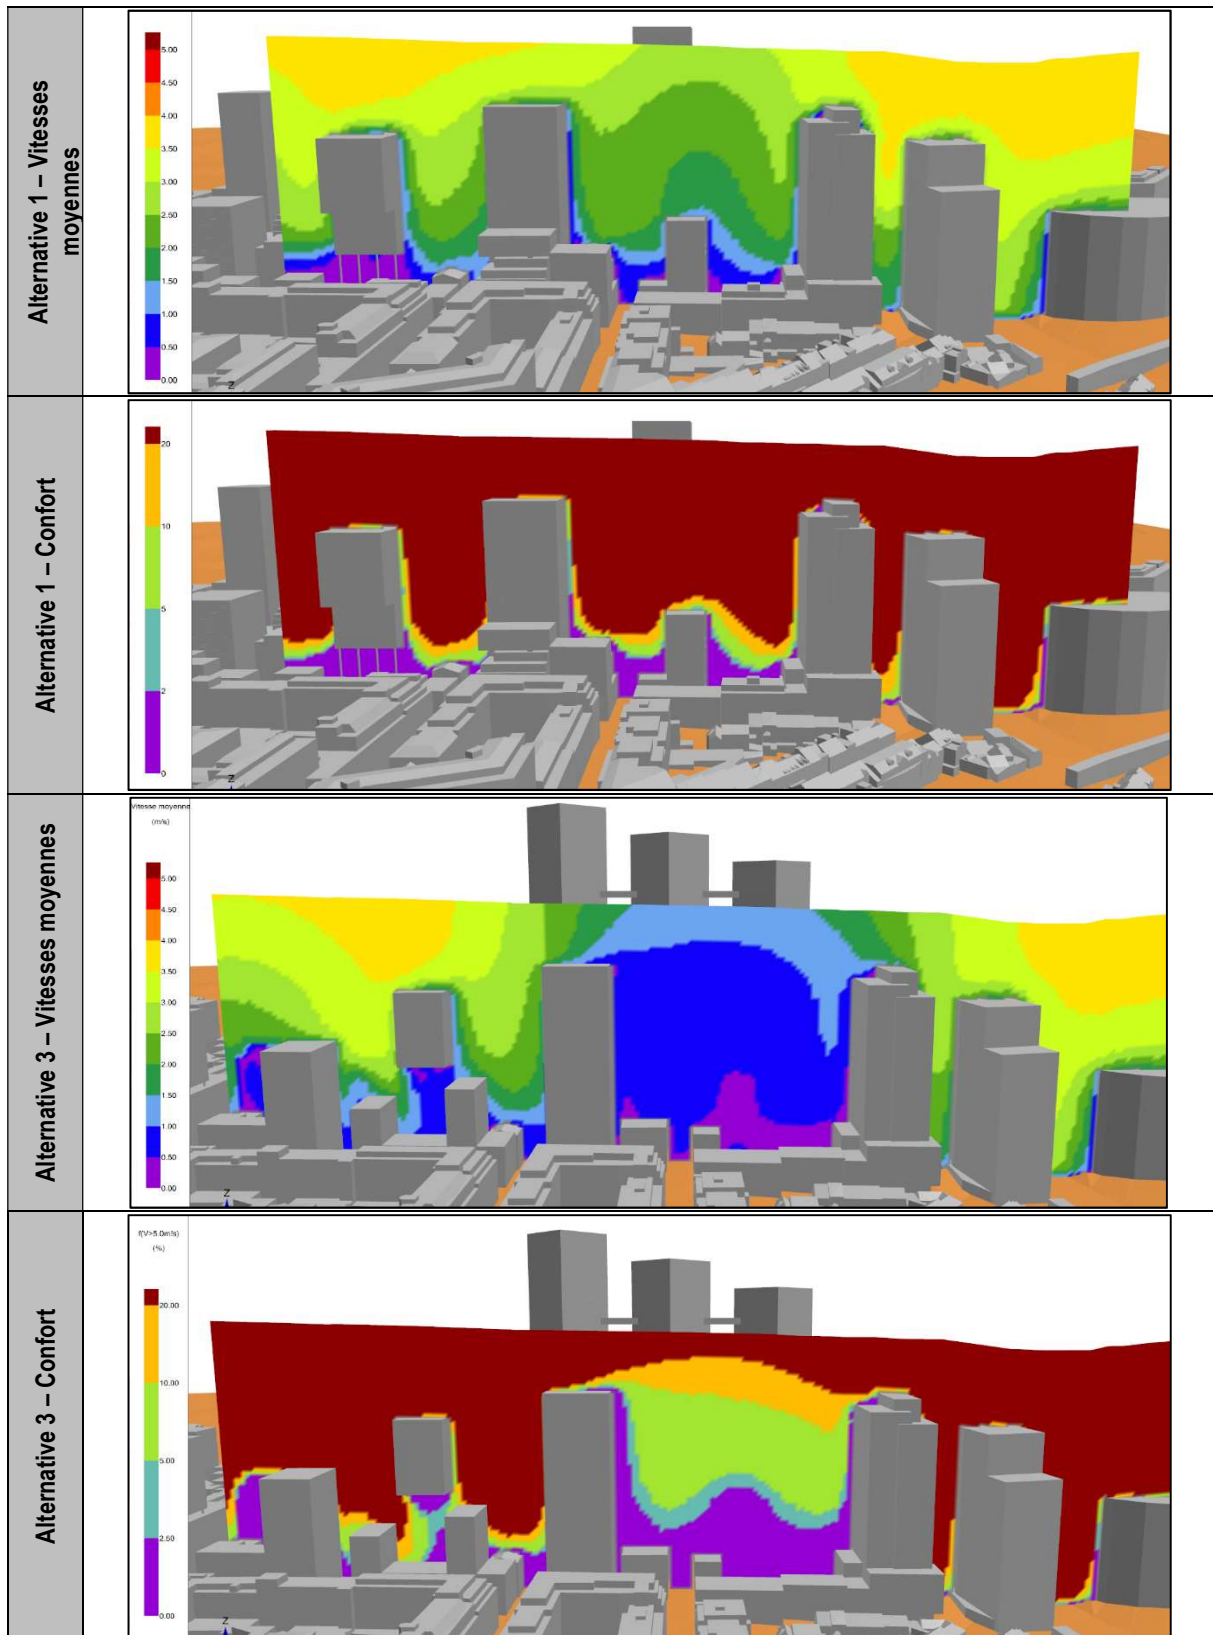 Alternative 1 – Vitesses
moyennes
5.00
4.50
4.00
3.50
3.00
2.50
2.00
1.50
1.00
0.50
0.00
Z
Alternative 1 – Confort
20
10
5
2
0
Z
Alternative 3 – Vitesses moyennes
Vitesse moyenne
(m/s)
5.00
4.50
4.00
3.50
3.00
2.50
2.00
1.50
1.00
0.50
0.00
Z
Alternative 3 – Confort
f(V>5.0m/s)
(%)
20.00
10.00
5.00
2.50
0.00
Z